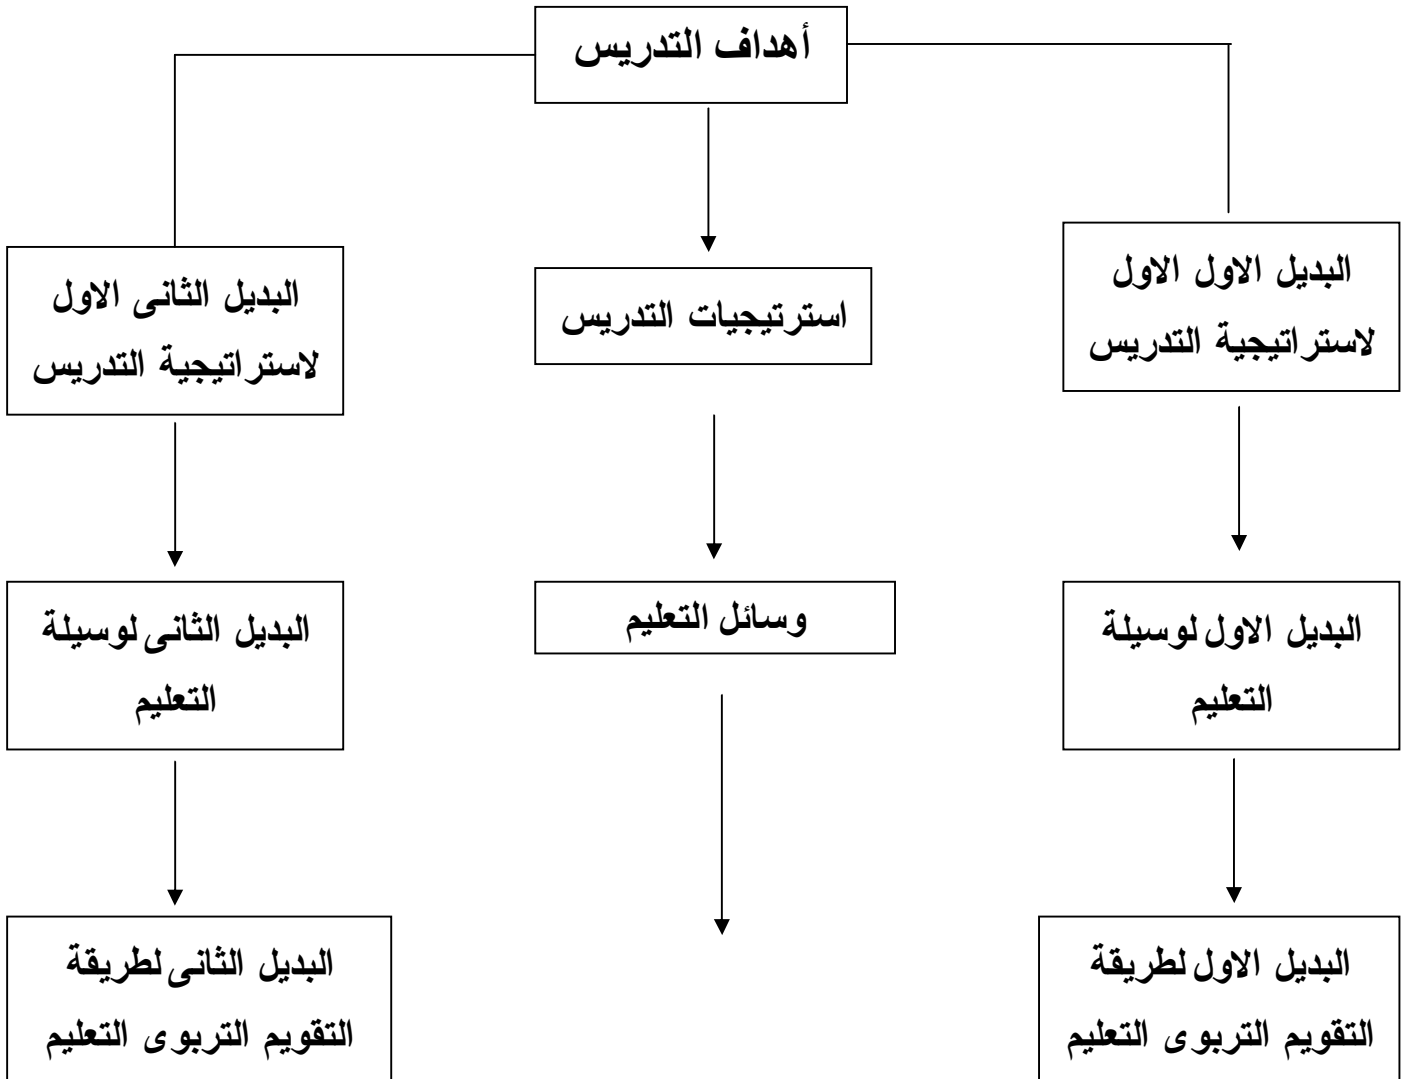 أهداف التدريس
البديل الاول الاول
لاستراتيجية التدريس
استرتيجيات التدريس
البديل الثانى الاول
لاستراتيجية التدريس
البديل الاول لوسيلة
التعليم
وسائل التعليم
البديل الثانى لوسيلة
التعليم
البديل الاول لطريقة
التقويم التربوى التعليم
البديل الثانى لطريقة
التقويم التربوى التعليم